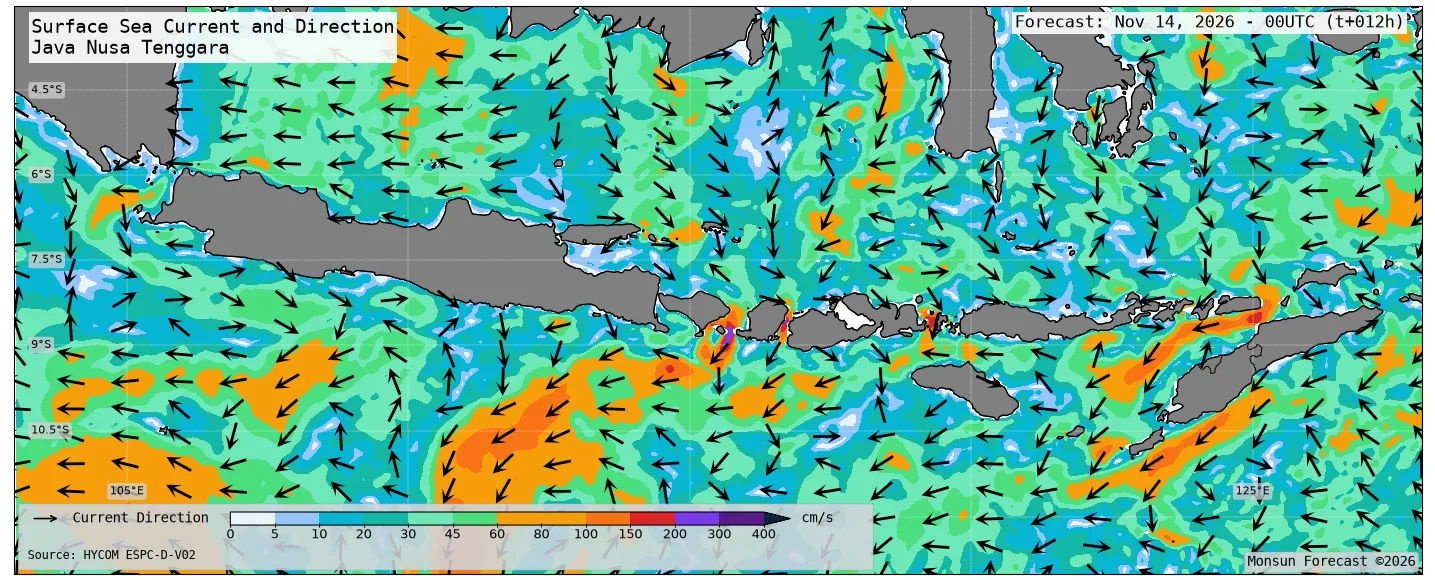 Surface Sea Current and Direction
Java Nusa Tenggara
Forecast: Nov 14, 2026 - 00UTC (t+012h)
4.5°S
6°S
7.5°S
9°S
10.5°S
105°E
125°E
Current Direction
0 5 10 20 30 45 60 80 100 150 200 300 400 cm/s
Source: HYCOM ESPC-D-V02
Monsun Forecast ©2026